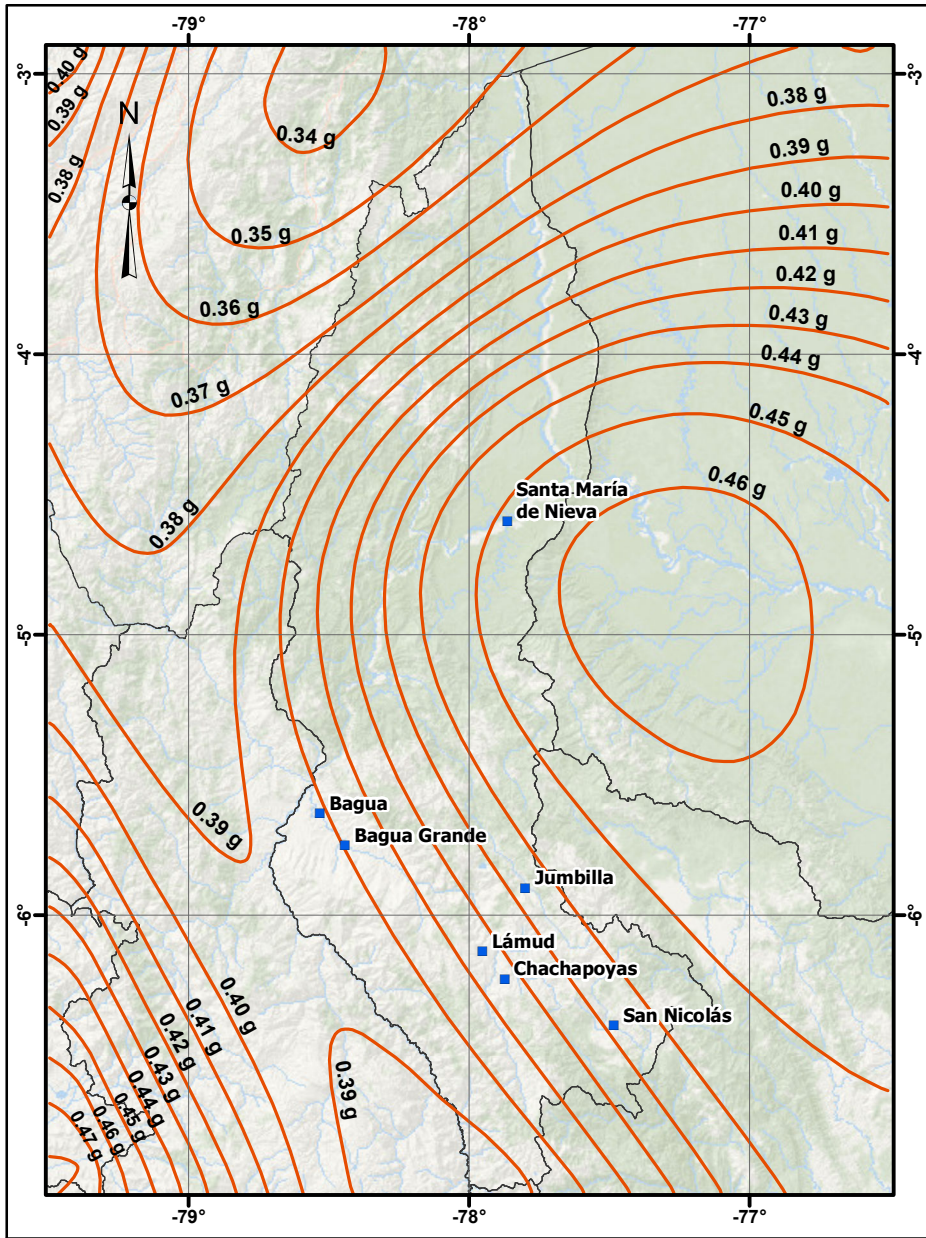 -79°
-78°
-77°
-3°
-3°
0.40 g
0.39 g
0.38 g
N
0.34 g
0.38 g
0.39 g
0.35 g
0.40 g
0.41 g
0.36 g
0.42 g
0.43 g
-4°
-4°
0.37 g
0.44 g
0.45 g
0.46 g
0.38 g
Santa María
de Nieva
-5°
-5°
Bagua
0.39 g
Bagua Grande
Jumbilla
-6°
-6°
Lámud
Chachapoyas
San Nicolás
0.40 g
0.41 g
0.42 g
0.43 g
0.44 g
0.45 g
0.46 g
0.47 g
0.39 g
-79°
-78°
-77°